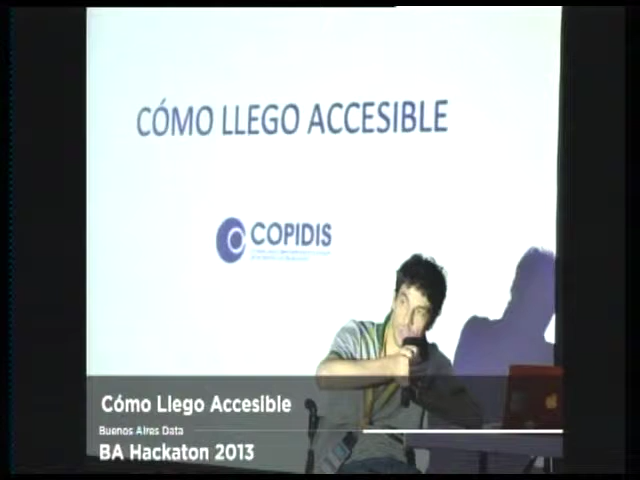 CÓMO LLEGO ACCESIBLE
COPIDIS
Cómo Llego Accesible
Buenos Aires Data
BA Hackaton 2013